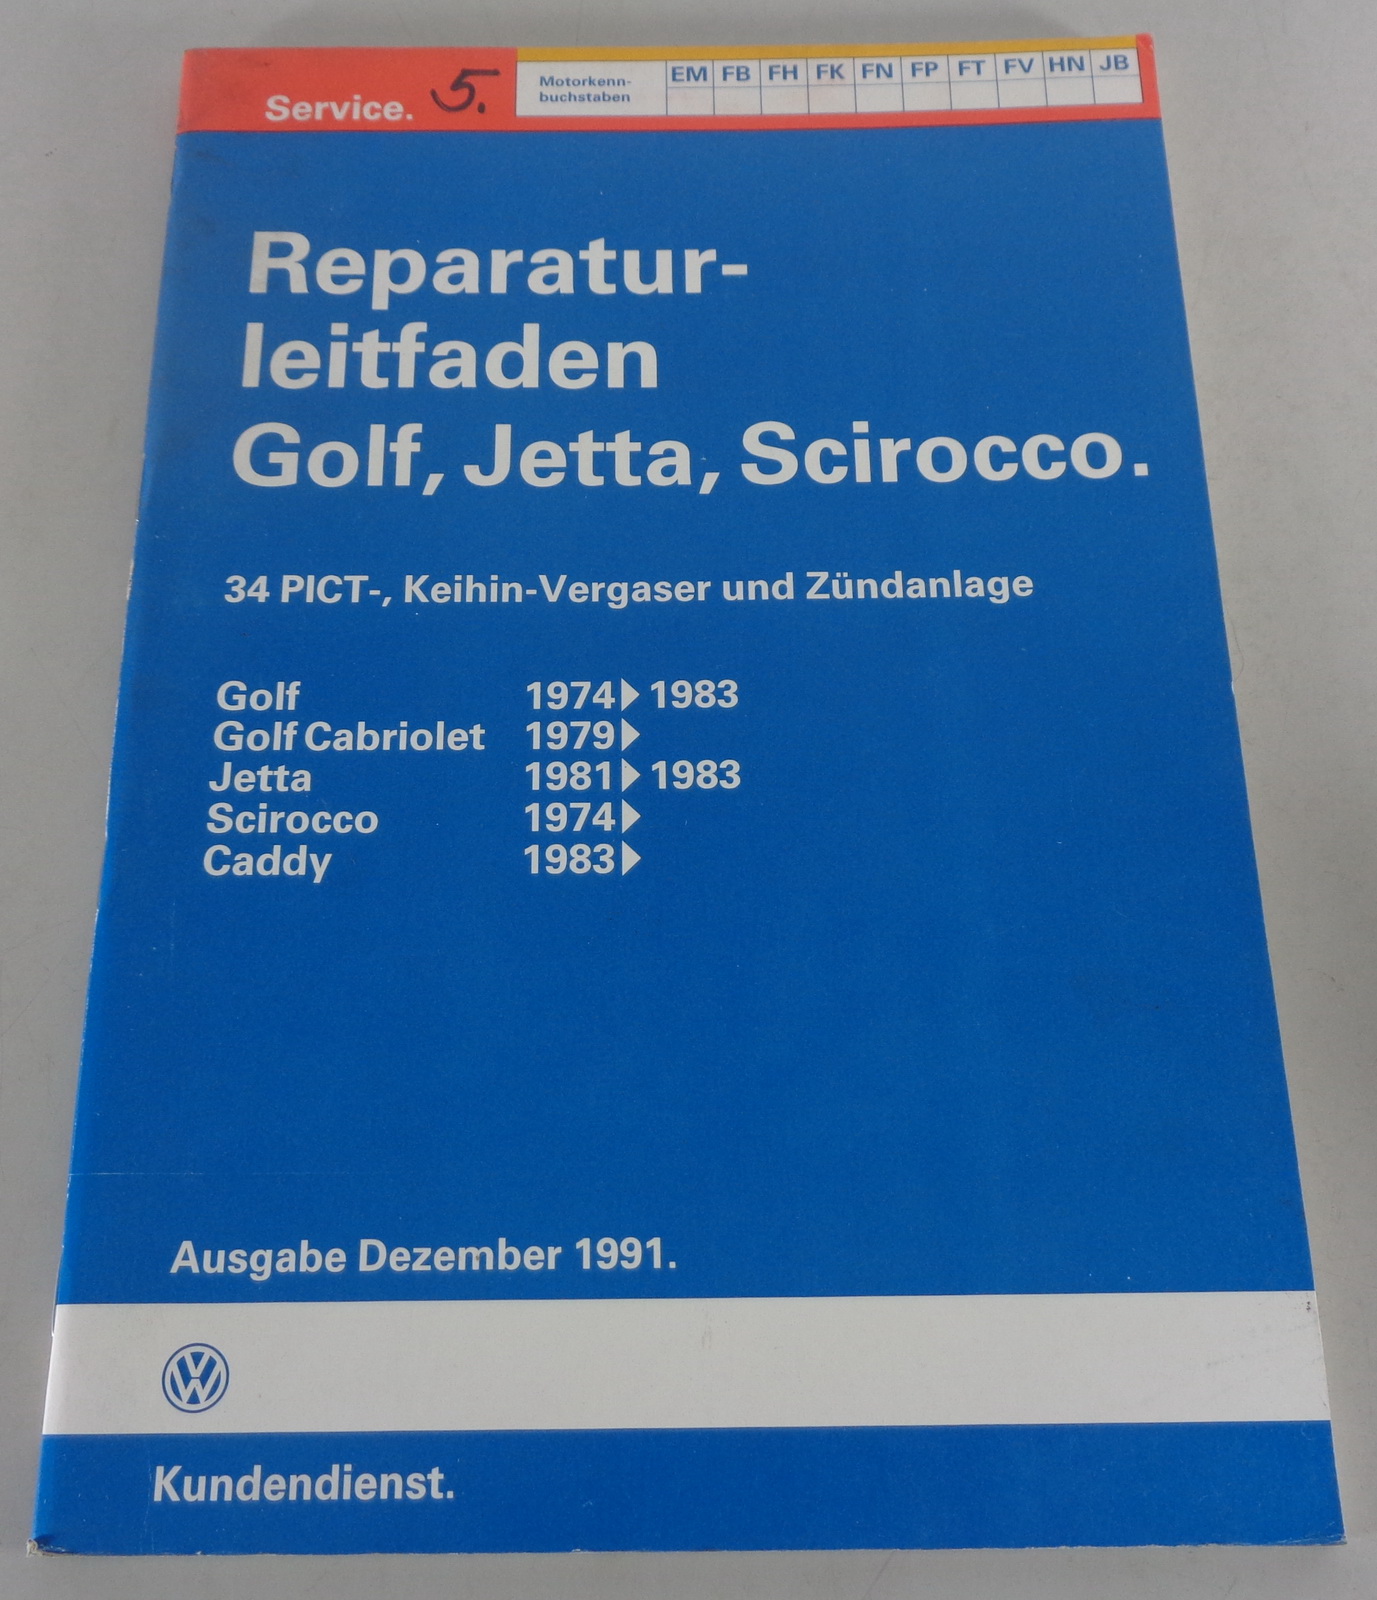 Service. 5.
Motorkenn-
buchstaben
EM FB FH FK FN FP FT FV HN JB
Reparatur-
leitfaden
Golf, Jetta, Scirocco.
34 PICT-, Keihin-Vergaser und Zündanlage
Golf 1974▶1983
Golf Cabriolet 1979▶
Jetta 1981▶1983
Scirocco 1974▶
Caddy 1983▶
Ausgabe Dezember 1991.
VW
Kundendienst.